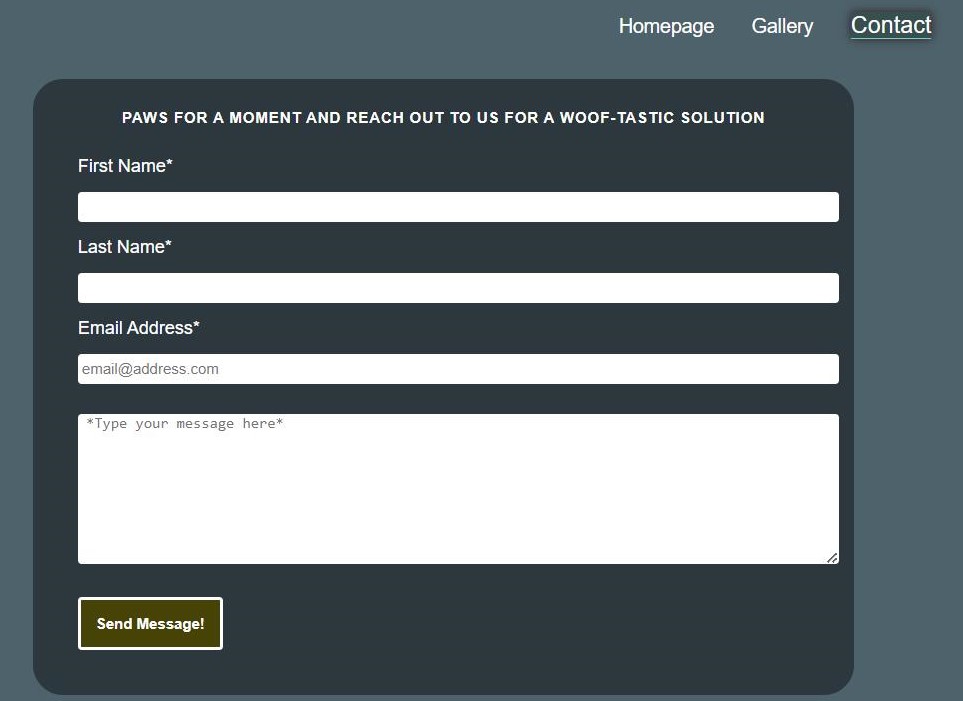 Homepage Gallery Contact
PAWS FOR A MOMENT AND REACH OUT TO US FOR A WOOF-TASTIC SOLUTION
First Name*
Last Name*
Email Address*
email@address.com
*Type your message here*
Send Message!